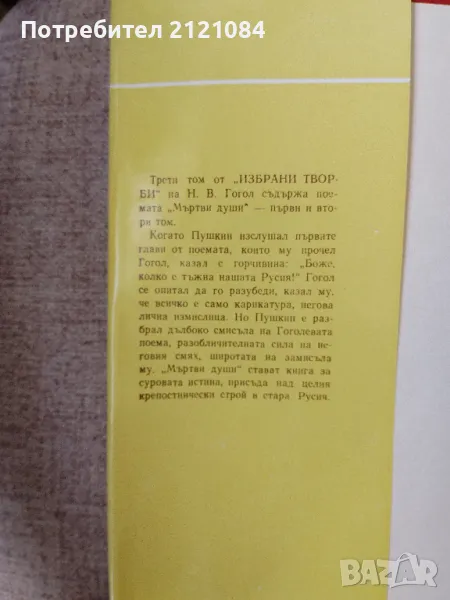 Потребител 2121084
Трети том от „ИЗБРАНИ ТВОР-
БИ“ на Н. В. Гогол съдържа пое-
мата „Мъртви души“ — първи и вто-
ри том.
Когато Пушкин изслушал първите
глави от поемата, които му прочел
Гогол, казал с горчивина: „Боже,
колко е тъжна нашата Русия!“ Гогол
се опитал да го разубеди, казал му,
че всичко е само карикатура, негова
лична измислица. Но Пушкин е раз-
брал дълбоко смисъла на Гоголевата
поема, разобличителната сила на не-
говия смях, широтата на замисъла
му. „Мъртви души“ стават книга за
суровата истина, присъда над целия
крепостнически строй в стара Русия.
BAZAR